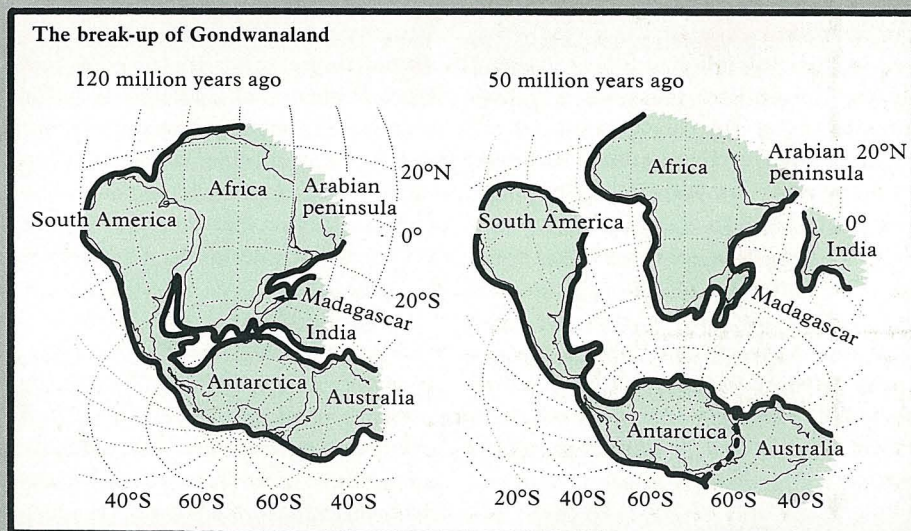 The break-up of Gondwanaland
120 million years ago
Africa
Arabian
peninsula
South America
20°N
0°
20°S
Madagascar
India
Antarctica
Australia
40°S 60°S 60°S 40°S
50 million years ago
Africa
Arabian
peninsula
20°N
South America
0°
India
Madagascar
Antarctica
Australia
20°S 40°S 60°S 60°S 40°S